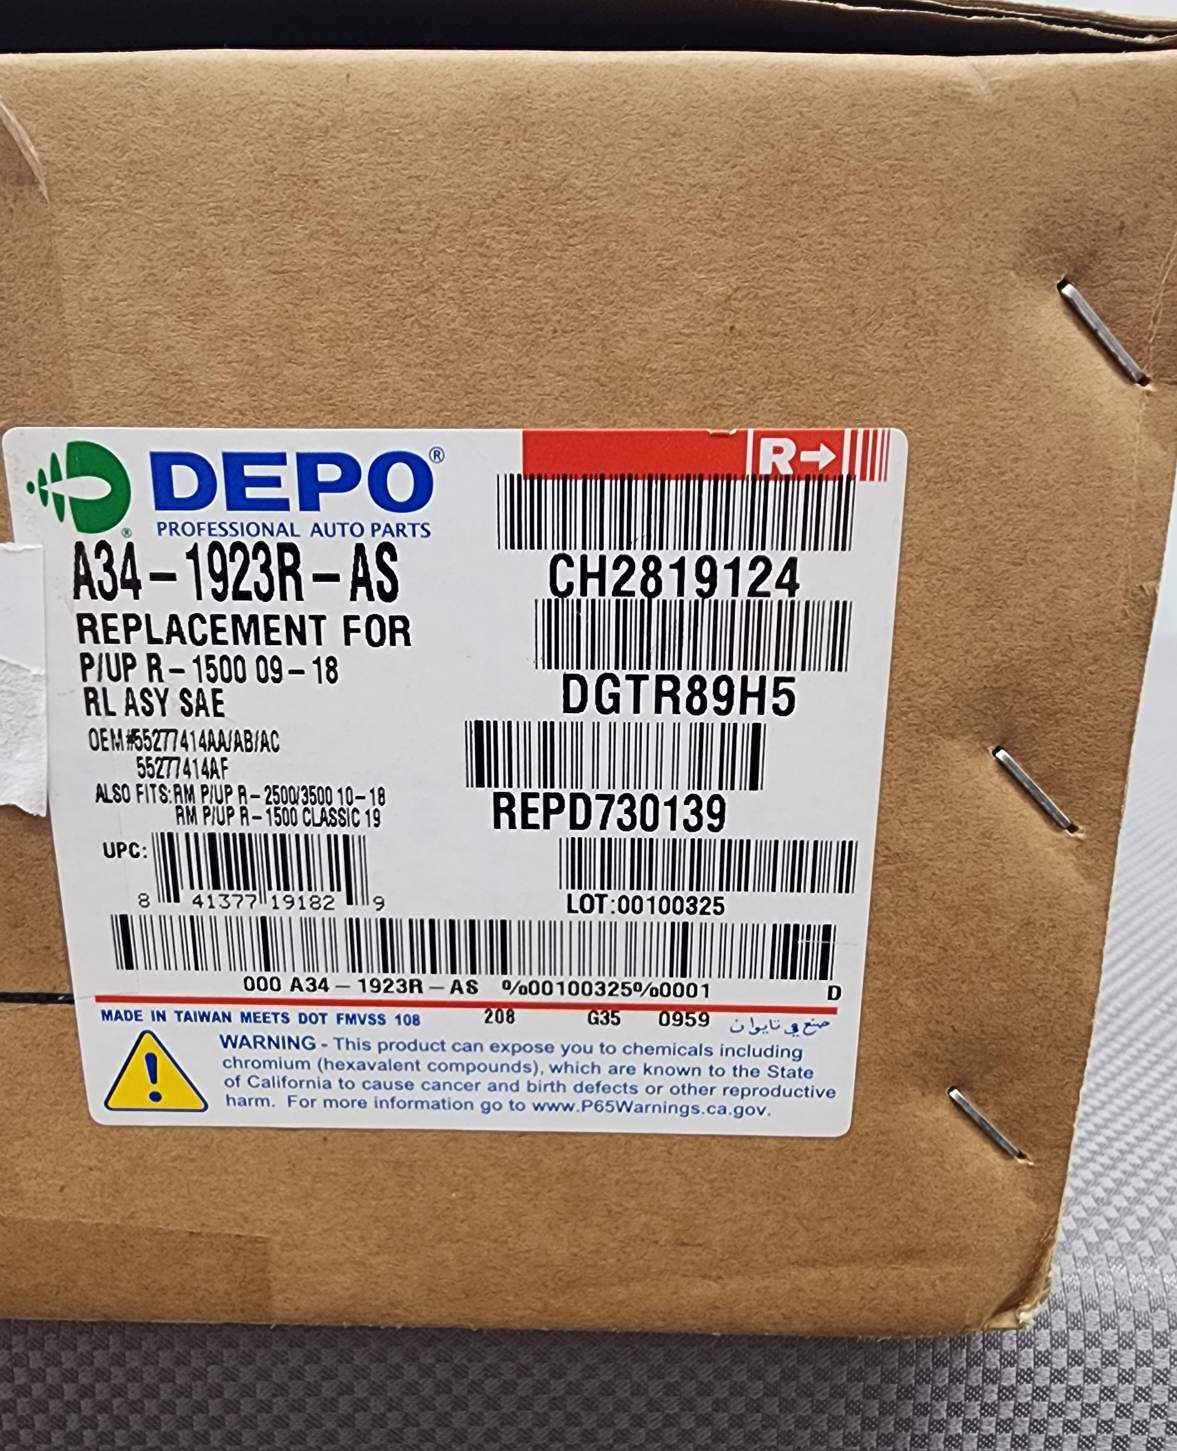 DEPO®
PROFESSIONAL AUTO PARTS
®
R→
A34-1923R-AS
REPLACEMENT FOR
P/UP R-1500 09-18
RL ASY SAE
OEM#55277414AA/AB/AC
55277414AF
ALSO FITS:RM P/UP R-2500/3500 10-18
RM P/UP R-1500 CLASSIC 19
UPC:
8 41377 19182 9
CH2819124
DGTR89H5
REPD730139
LOT:00100325
000 A34-1923R-AS %00100325%0001 D
MADE IN TAIWAN MEETS DOT FMVSS 108 208 G35 0959 صنع في تايوان
WARNING - This product can expose you to chemicals including
chromium (hexavalent compounds), which are known to the State
of California to cause cancer and birth defects or other reproductive
harm. For more information go to www.P65Warnings.ca.gov.